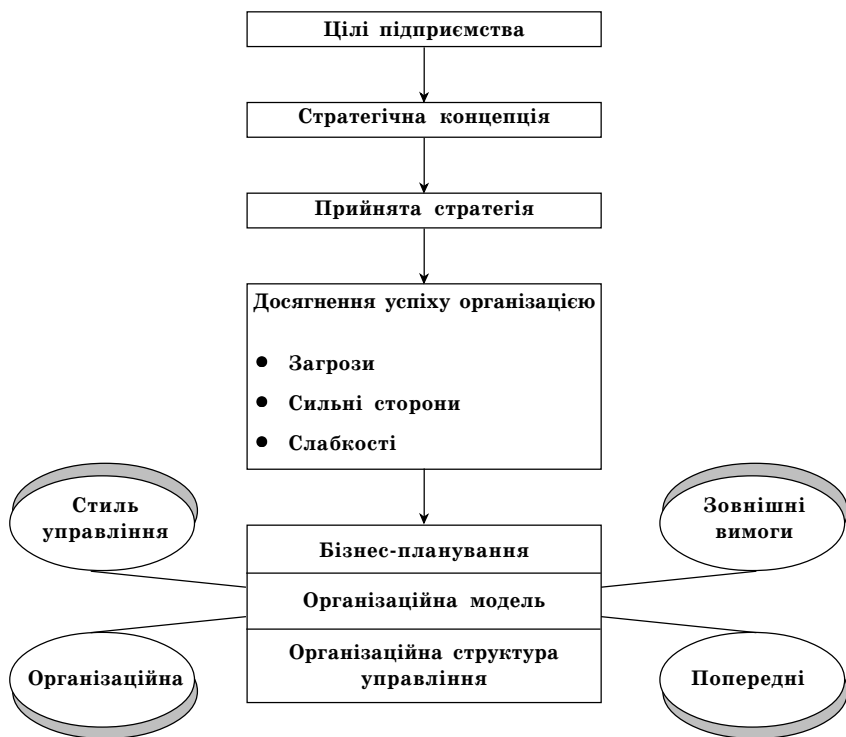 Цілі підприємства
Стратегічна концепція
Прийнята стратегія
Досягнення успіху організацією
● Загрози
● Сильні сторони
● Слабкості
Стиль
управління
Зовнішні
вимоги
Бізнес-планування
Організаційна модель
Організаційна структура
управління
Організаційна
Попередні